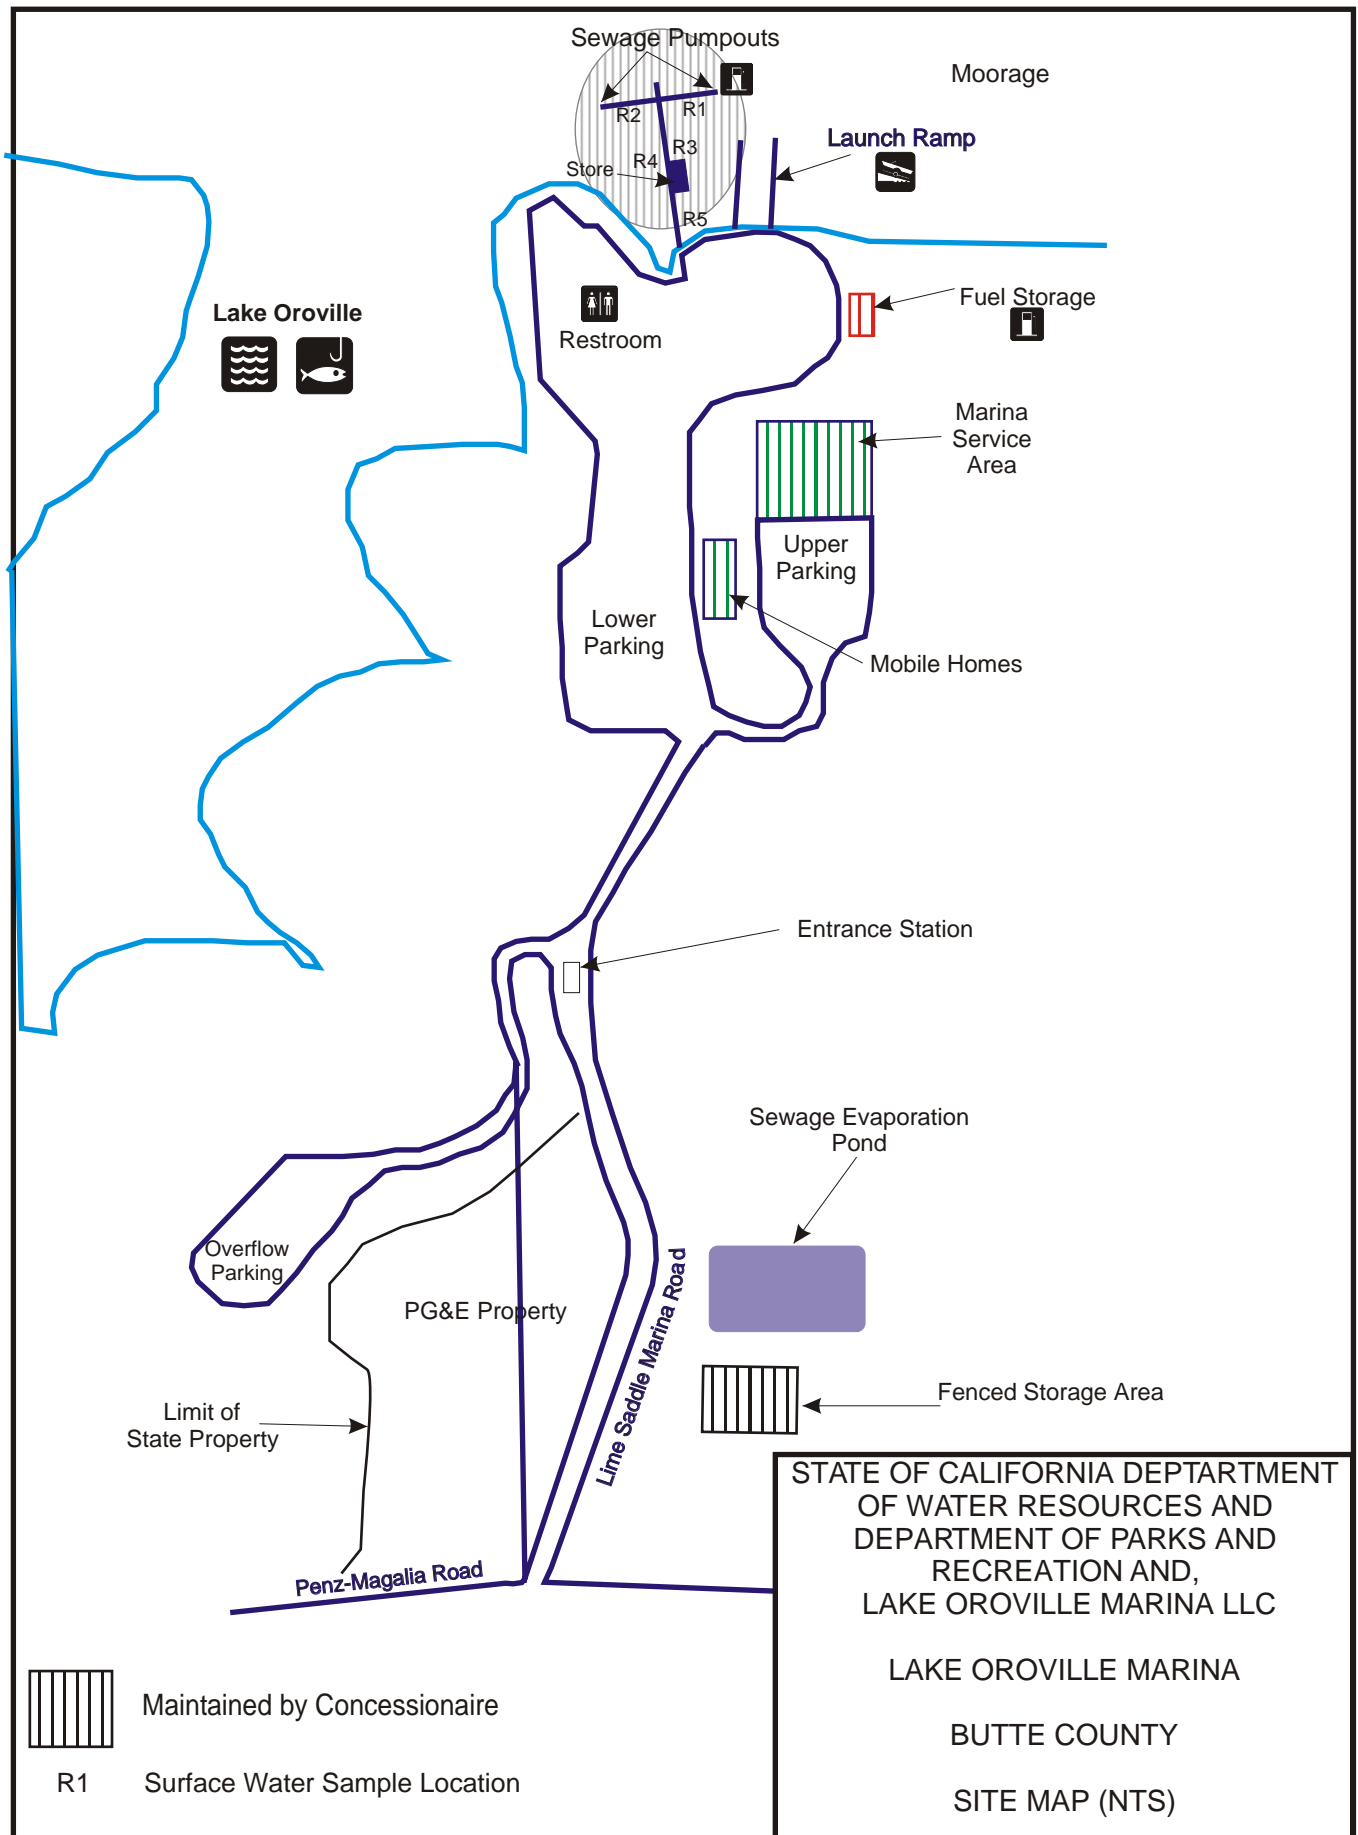 Sewage Pumpouts
Moorage
R2
R1
Launch Ramp
R3
R4
Store
R5
Lake Oroville
Fuel Storage
Restroom
Marina
Service
Area
Upper
Parking
Lower
Parking
Mobile Homes
Entrance Station
Sewage Evaporation
Pond
Overflow
Parking
PG&E Property
Lime Saddle Marina Road
Fenced Storage Area
Limit of
State Property
Penz-Magalia Road
STATE OF CALIFORNIA DEPTARTMENT
OF WATER RESOURCES AND
DEPARTMENT OF PARKS AND
RECREATION AND,
LAKE OROVILLE MARINA LLC
LAKE OROVILLE MARINA
BUTTE COUNTY
SITE MAP (NTS)
Maintained by Concessionaire
R1 Surface Water Sample Location